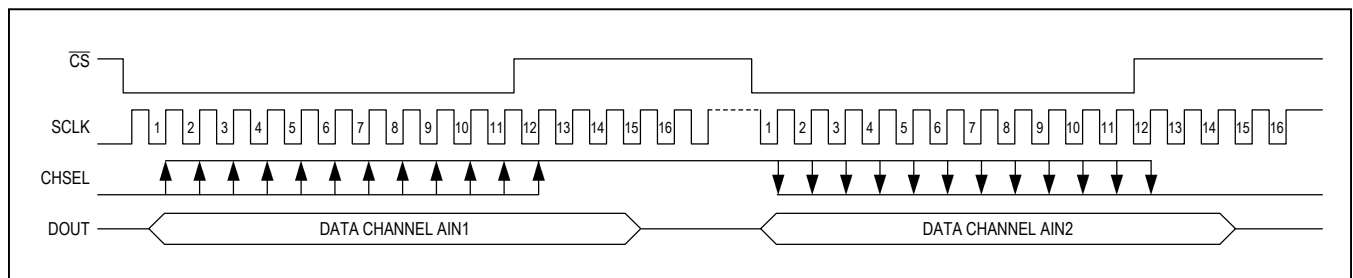 CS
SCLK 1 2 3 4 5 6 7 8 9 10 11 12 13 14 15 16 1 2 3 4 5 6 7 8 9 10 11 12 13 14 15 16
CHSEL
DOUT DATA CHANNEL AIN1 DATA CHANNEL AIN2